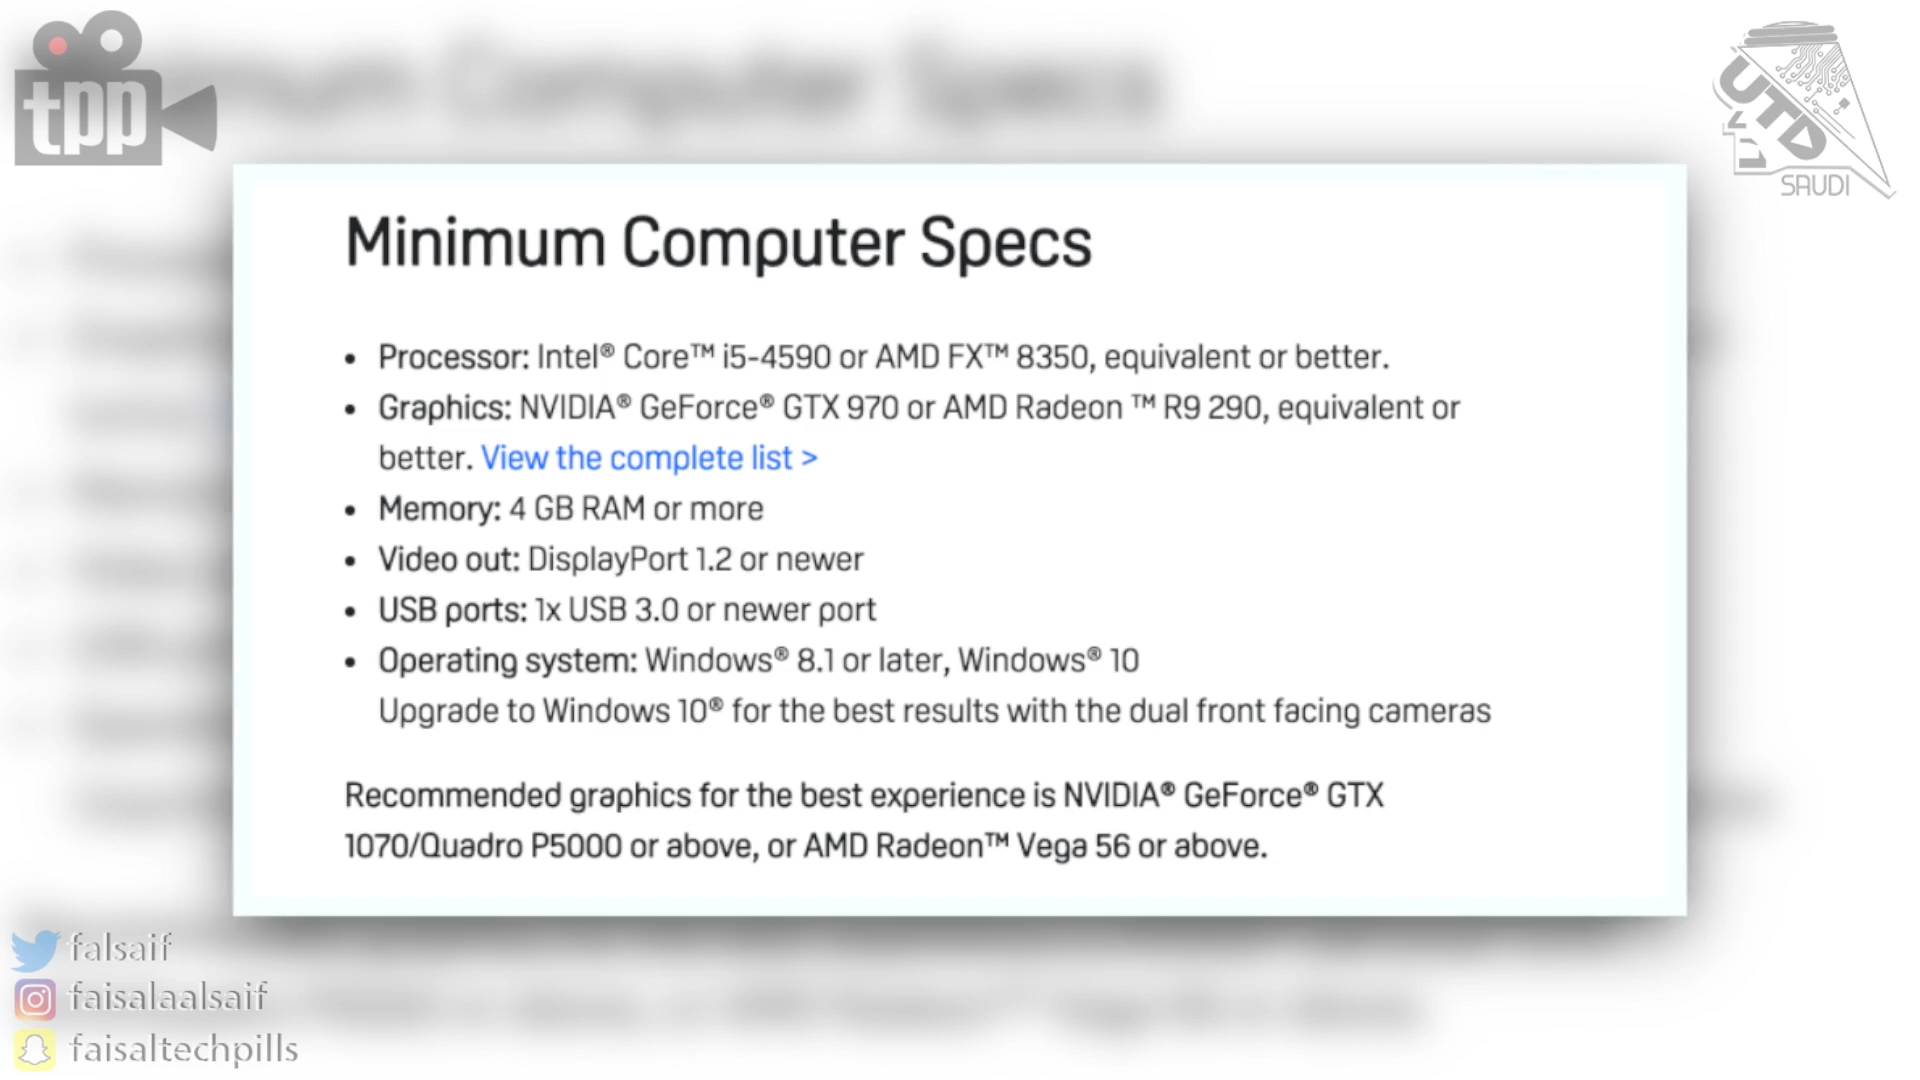 tpp
UTD
SAUDI
Minimum Computer Specs
• Processor: Intel® Core™ i5-4590 or AMD FX™ 8350, equivalent or better.
• Graphics: NVIDIA® GeForce® GTX 970 or AMD Radeon ™ R9 290, equivalent or
better. View the complete list >
• Memory: 4 GB RAM or more
• Video out: DisplayPort 1.2 or newer
• USB ports: 1x USB 3.0 or newer port
• Operating system: Windows® 8.1 or later, Windows® 10
Upgrade to Windows 10® for the best results with the dual front facing cameras
Recommended graphics for the best experience is NVIDIA® GeForce® GTX
1070/Quadro P5000 or above, or AMD Radeon™ Vega 56 or above.
falsaif
faisalaalsaif
faisaltechpills